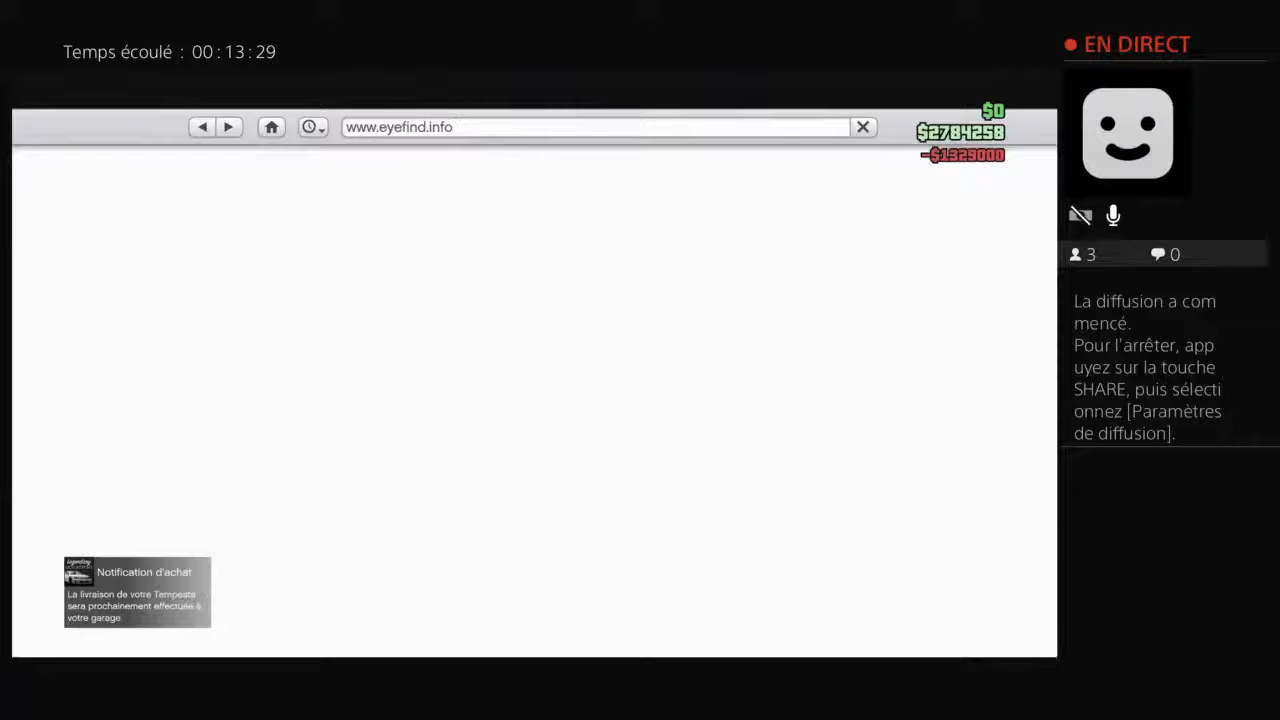 Temps écoulé : 00:13:29
EN DIRECT
www.eyefind.info
$0
$2784258
-$1329000
3
0
La diffusion a com
mencé.
Pour l'arrêter, app
uyez sur la touche
SHARE, puis sélecti
onnez [Paramètres
de diffusion].
Legendary
Notification d'achat
La livraison de votre Tempesta
sera prochainement effectuée à
votre garage